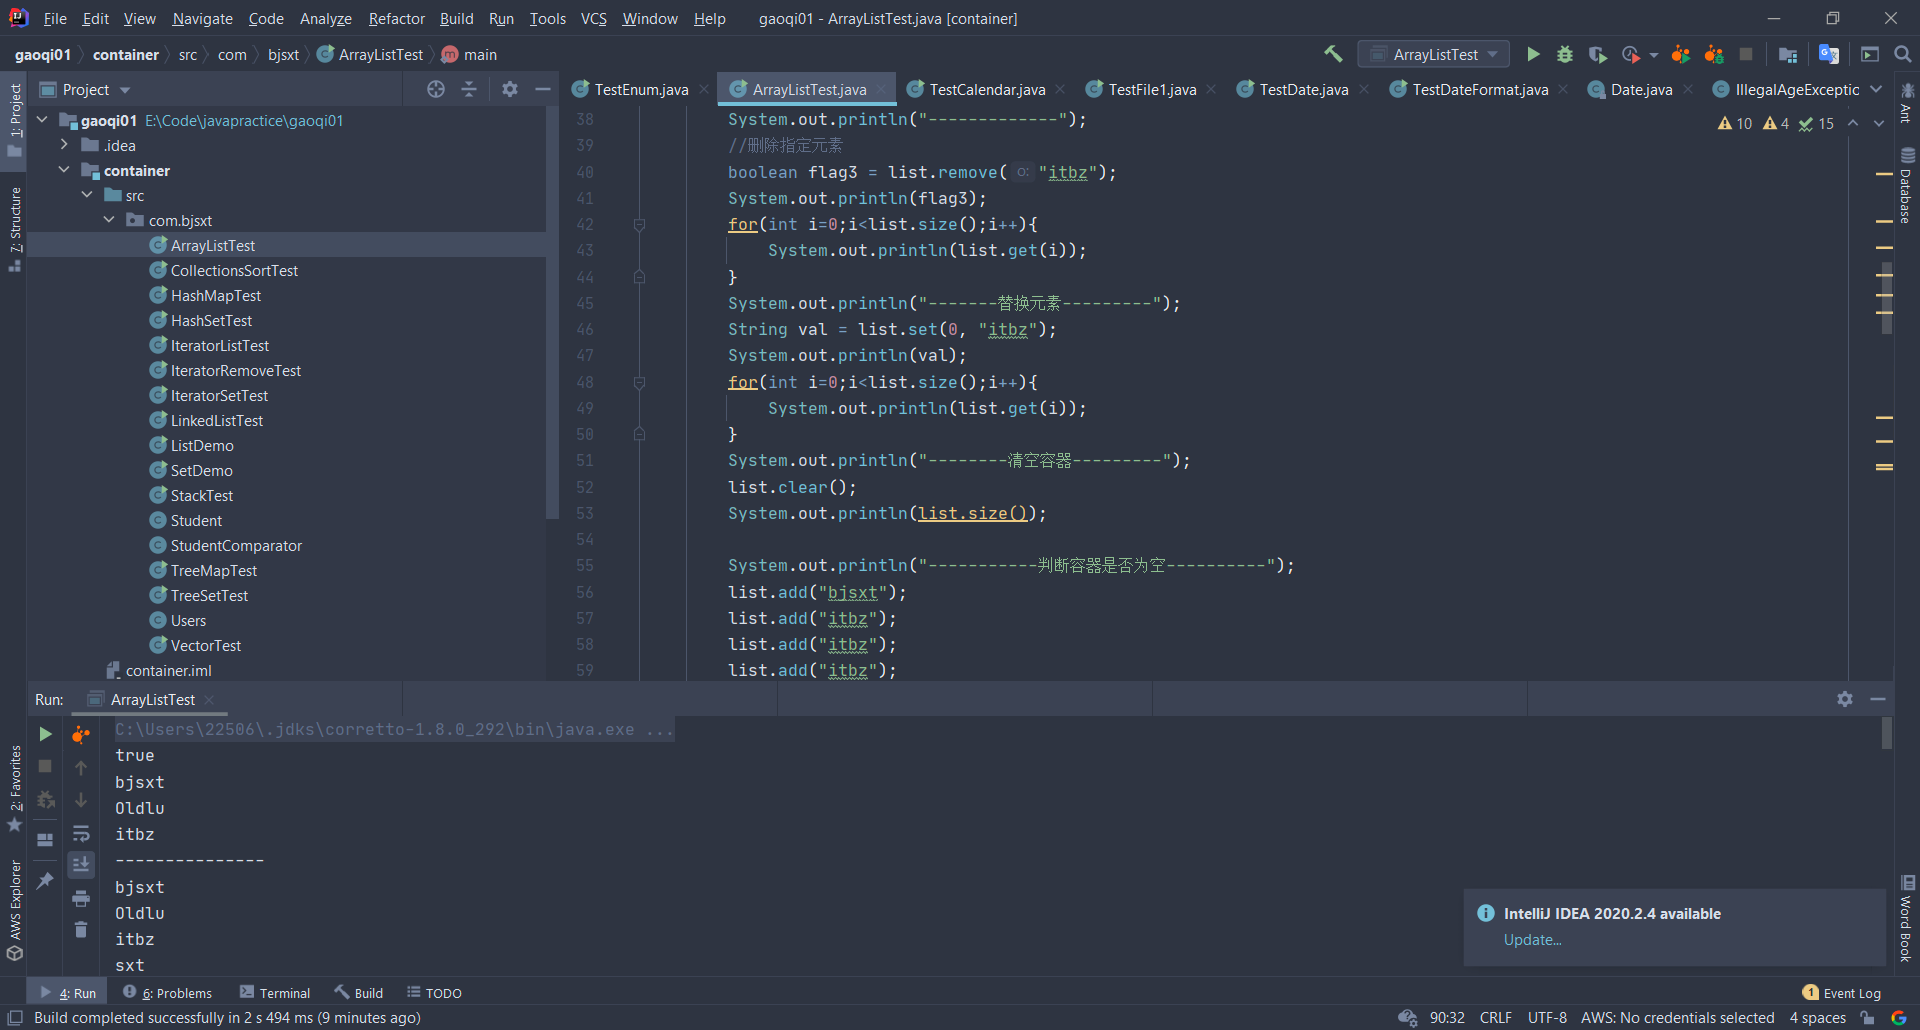 File Edit View Navigate Code Analyze Refactor Build Run Tools VCS Window Help gaoqi01 - ArrayListTest.java [container]
gaoqi01 container src com bjsxt ArrayListTest main ArrayListTest
1: Project
7: Structure
2: Favorites
AWS Explorer
Project
gaoqi01 E:\Code\javapractice\gaoqi01
.idea
container
src
com.bjsxt
ArrayListTest
CollectionsSortTest
HashMapTest
HashSetTest
IteratorListTest
IteratorRemoveTest
IteratorSetTest
LinkedListTest
ListDemo
SetDemo
StackTest
Student
StudentComparator
TreeMapTest
TreeSetTest
Users
VectorTest
container.iml
TestEnum.java ArrayListTest.java TestCalendar.java TestFile1.java TestDate.java TestDateFormat.java Date.java IllegalAgeExceptio
10 4 15
38 System.out.println("-------------");
39 //删除指定元素
40 boolean flag3 = list.remove( o: "itbz");
41 System.out.println(flag3);
42 for(int i=0;i<list.size();i++){
43 System.out.println(list.get(i));
44 }
45 System.out.println("-------替换元素---------");
46 String val = list.set(0, "itbz");
47 System.out.println(val);
48 for(int i=0;i<list.size();i++){
49 System.out.println(list.get(i));
50 }
51 System.out.println("--------清空容器---------");
52 list.clear();
53 System.out.println(list.size());
54
55 System.out.println("-----------判断容器是否为空----------");
56 list.add("bjsxt");
57 list.add("itbz");
58 list.add("itbz");
59 list.add("itbz");
Ant
Database
Word Book
Run: ArrayListTest
C:\Users\22506\.jdks\corretto-1.8.0_292\bin\java.exe ...
true
bjsxt
Oldlu
itbz
---------------
bjsxt
Oldlu
itbz
sxt
IntelliJ IDEA 2020.2.4 available
Update...
4: Run 6: Problems Terminal Build TODO 1 Event Log
Build completed successfully in 2 s 494 ms (9 minutes ago) 90:32 CRLF UTF-8 AWS: No credentials selected 4 spaces